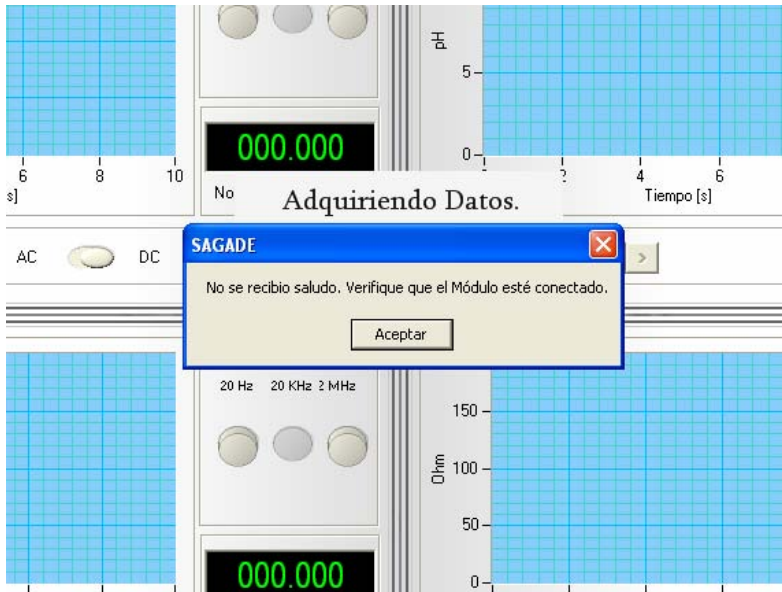 pH
5
0
000.000
6 8 10
4 6
s]
No
Tiempo [s]
Adquiriendo Datos.
AC DC
SAGADE
>
No se recibio saludo. Verifique que el Módulo esté conectado.
Aceptar
20 Hz 20 KHz 2 MHz
150
Ohm
100
50
0
000.000